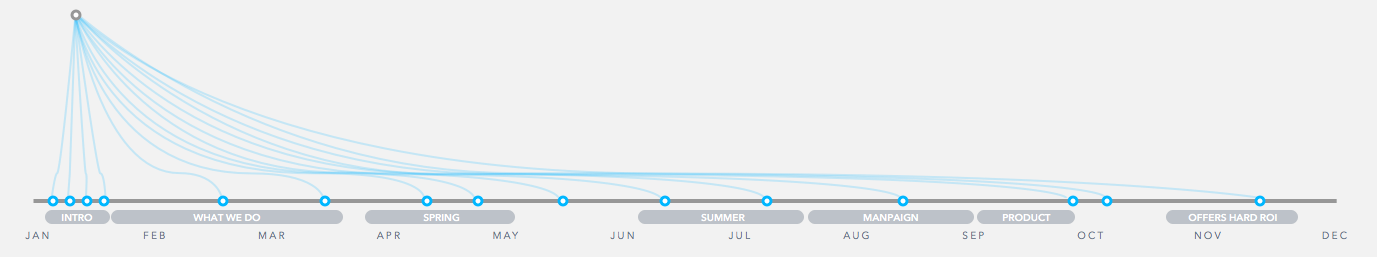 INTRO WHAT WE DO SPRING SUMMER MANPAIGN PRODUCT OFFERS HARD ROI
JAN FEB MAR APR MAY JUN JUL AUG SEP OCT NOV DEC